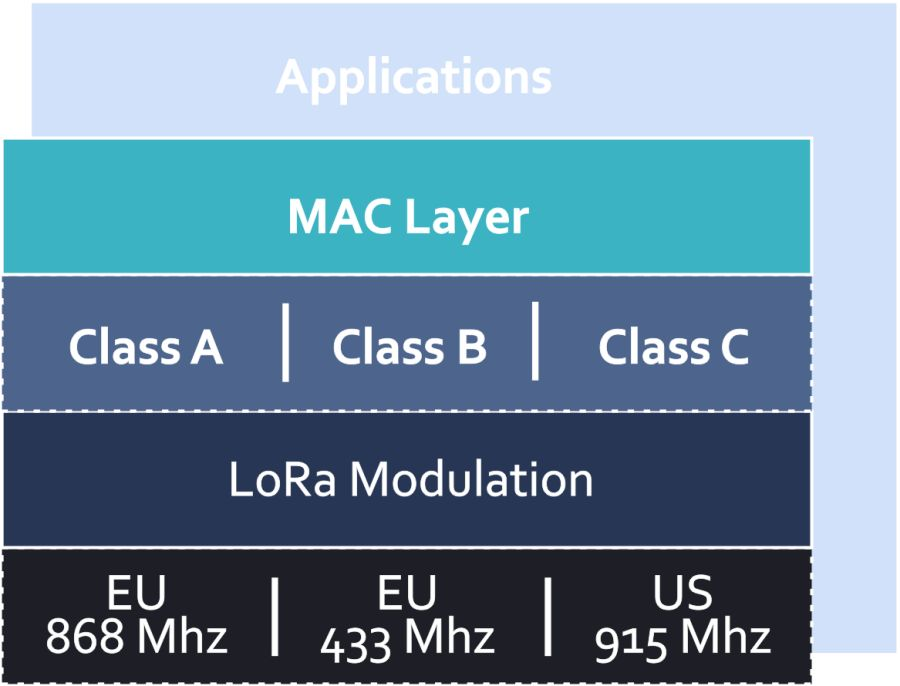 Applications
MAC Layer
Class A | Class B | Class C
LoRa Modulation
EU | EU | US
868 Mhz | 433 Mhz | 915 Mhz